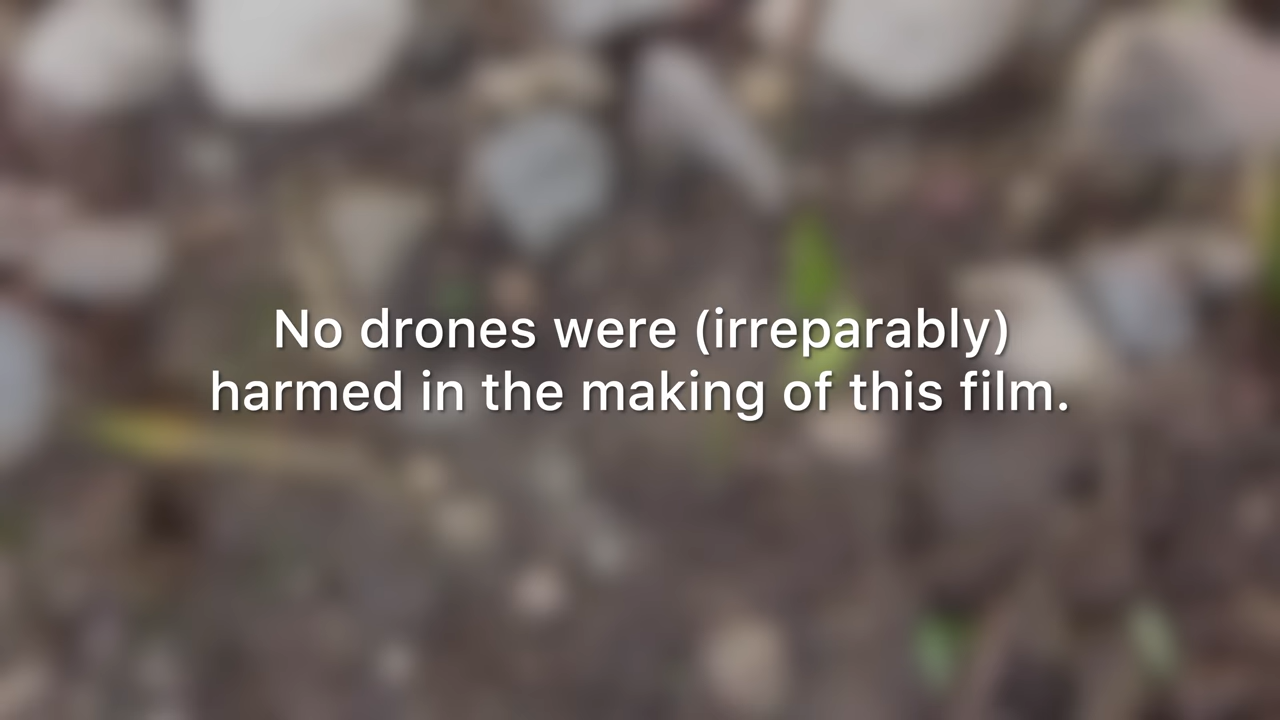 No drones were (irreparably)
harmed in the making of this film.